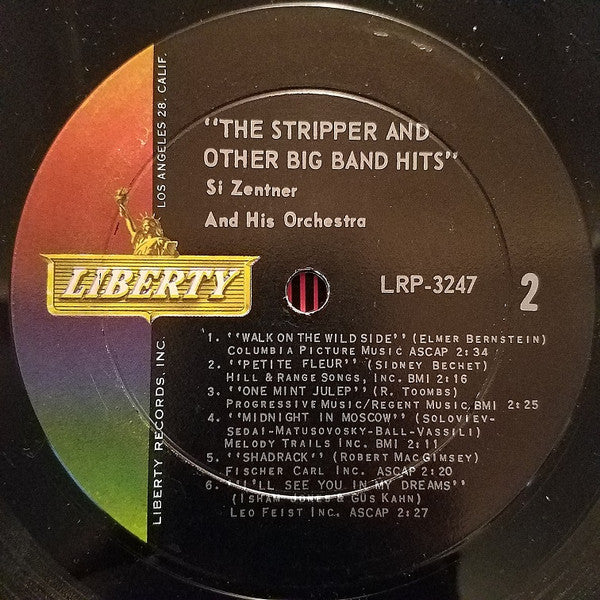 LOS ANGELES 28, CALIF.
"THE STRIPPER AND
OTHER BIG BAND HITS"
Si Zentner
And His Orchestra
LIBERTY
LRP-3247
2
1. "WALK ON THE WILD SIDE" (ELMER BERNSTEIN)
COLUMBIA PICTURE MUSIC ASCAP 2:34
2. "PETITE FLEUR" (SIDNEY BECHET)
HILL & RANGE SONGS, INC. BMI 2:16
3. "ONE MINT JULEP" (R. TOOMBS)
PROGRESSIVE MUSIC/REGENT MUSIC BMI 2:25
4. "MIDNIGHT IN MOSCOW" (SOLOVIEV-
SEDAI-MATUSOVOSKY-BALL-VASSILI)
MELODY TRAILS INC. BMI 2:11
5. "SHADRACK" (ROBERT MACGIMSEY)
FISCHER CARL INC. ASCAP 2:20
6. "I'LL SEE YOU IN MY DREAMS"
(ISHAM JONES & GUS KAHN)
LEO FEIST INC. ASCAP 2:27
LIBERTY RECORDS, INC.